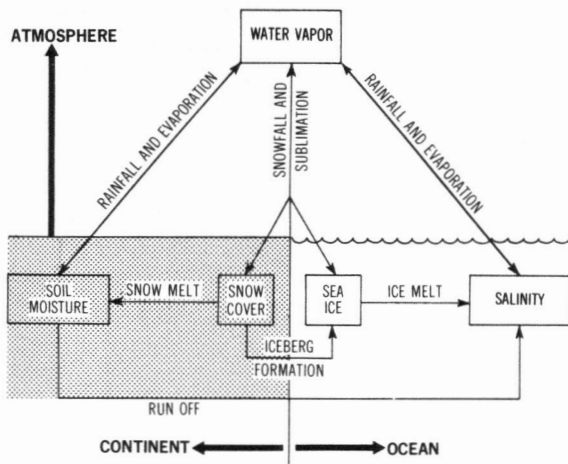 ATMOSPHERE
WATER VAPOR
RAINFALL AND EVAPORATION
SNOWFALL AND
SUBLIMATION
RAINFALL AND EVAPORATION
SOIL
MOISTURE
SNOW MELT
SNOW
COVER
SEA
ICE
ICE MELT
SALINITY
ICEBERG
FORMATION
RUN OFF
CONTINENT
OCEAN